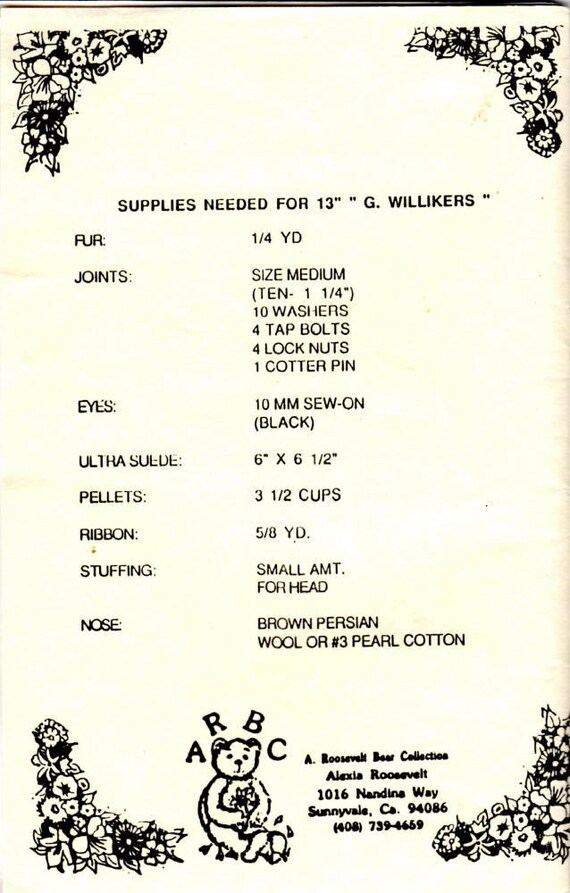 SUPPLIES NEEDED FOR 13" " G. WILLIKERS "
FUR: 1/4 YD
JOINTS: SIZE MEDIUM
(TEN- 1 1/4")
10 WASHERS
4 TAP BOLTS
4 LOCK NUTS
1 COTTER PIN
EYES: 10 MM SEW-ON
(BLACK)
ULTRA SUEDE: 6" X 6 1/2"
PELLETS: 3 1/2 CUPS
RIBBON: 5/8 YD.
STUFFING: SMALL AMT.
FOR HEAD
NOSE: BROWN PERSIAN
WOOL OR #3 PEARL COTTON
A R B C
A. Roosevelt Bear Collection
Alexia Roosevelt
1016 Nandina Way
Sunnyvale, Ca. 94086
(408) 739-4659